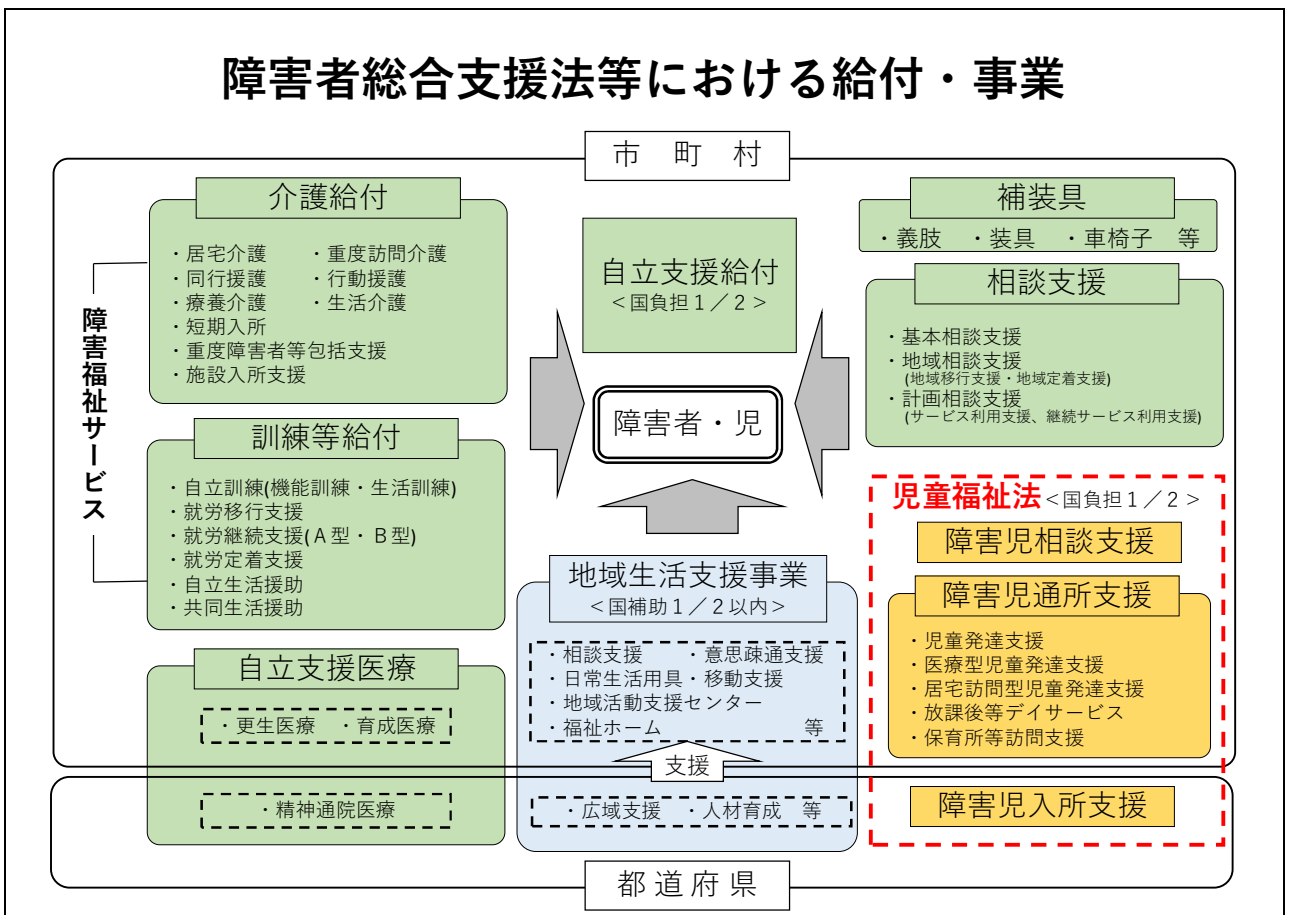 障害者総合支援法等における給付・事業
市　町　村
介護給付
・居宅介護　・重度訪問介護
・同行援護　・行動援護
・療養介護　・生活介護
・短期入所
・重度障害者等包括支援
・施設入所支援
障害福祉サービス
訓練等給付
・自立訓練(機能訓練・生活訓練)
・就労移行支援
・就労継続支援(Ａ型・Ｂ型)
・就労定着支援
・自立生活援助
・共同生活援助
自立支援医療
・更生医療　・育成医療
・精神通院医療
自立支援給付
＜国負担１／２＞
障害者・児
地域生活支援事業
＜国補助１／２以内＞
・相談支援　・意思疎通支援
・日常生活用具・移動支援
・地域活動支援センター
・福祉ホーム　等
支援
・広域支援　・人材育成　等
補装具
・義肢　・装具　・車椅子　等
相談支援
・基本相談支援
・地域相談支援
(地域移行支援・地域定着支援)
・計画相談支援
(サービス利用支援、継続サービス利用支援)
児童福祉法＜国負担１／２＞
障害児相談支援
障害児通所支援
・児童発達支援
・医療型児童発達支援
・居宅訪問型児童発達支援
・放課後等デイサービス
・保育所等訪問支援
障害児入所支援
都道府県